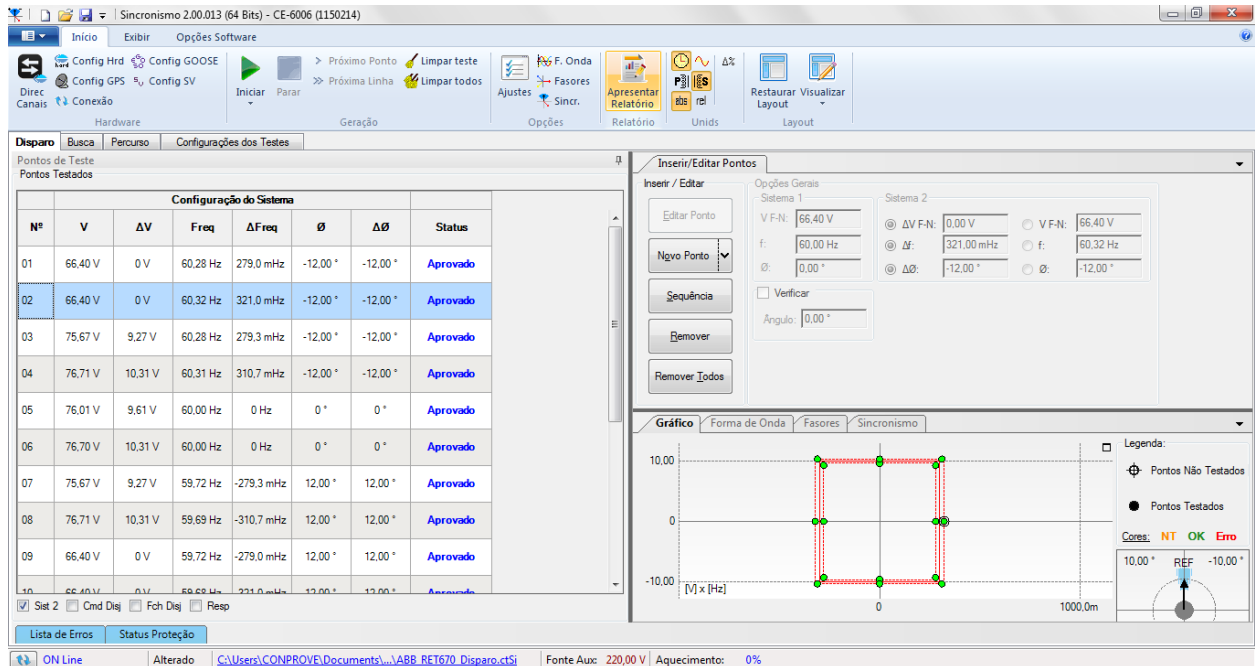 Sincronismo 2.00.013 (64 Bits) - CE-6006 (1150214)
Início Exibir Opções Software
Direc Canais
Config Hrd Config GOOSE
Config GPS Config SV
Conexão
Hardware
Iniciar Parar
Próximo Ponto Limpar teste
Próxima Linha Limpar todos
Geração
Ajustes
F. Onda
Fasores
Sincr.
Opções
Apresentar Relatório
Relatório
Δ%
abs rel
Unids
Restaurar Layout
Visualizar
Layout
Disparo Busca Percurso Configurações dos Testes
Pontos de Teste
Pontos Testados
Configuração do Sistema
Nº V ΔV Freq ΔFreq Ø ΔØ Status
01 66,40 V 0 V 60,28 Hz 279,0 mHz -12,00 ° -12,00 ° Aprovado
02 66,40 V 0 V 60,32 Hz 321,0 mHz -12,00 ° -12,00 ° Aprovado
03 75,67 V 9,27 V 60,28 Hz 279,3 mHz -12,00 ° -12,00 ° Aprovado
04 76,71 V 10,31 V 60,31 Hz 310,7 mHz -12,00 ° -12,00 ° Aprovado
05 76,01 V 9,61 V 60,00 Hz 0 Hz 0 ° 0 ° Aprovado
06 76,70 V 10,31 V 60,00 Hz 0 Hz 0 ° 0 ° Aprovado
07 75,67 V 9,27 V 59,72 Hz -279,3 mHz 12,00 ° 12,00 ° Aprovado
08 76,71 V 10,31 V 59,69 Hz -310,7 mHz 12,00 ° 12,00 ° Aprovado
09 66,40 V 0 V 59,72 Hz -279,0 mHz 12,00 ° 12,00 ° Aprovado
10 66,40 V 0 V 59,68 Hz -321,0 mHz 12,00 ° 12,00 ° Aprovado
Sist 2 Cmd Disj Fch Disj Resp
Lista de Erros Status Proteção
Inserir/Editar Pontos
Inserir / Editar
Editar Ponto
Novo Ponto
Sequência
Remover
Remover Todos
Opções Gerais
Sistema 1
V F-N: 66,40 V
f: 60,00 Hz
Ø: 0,00 °
Sistema 2
ΔV F-N: 0,00 V V F-N: 66,40 V
Δf: 321,00 mHz f: 60,32 Hz
ΔØ: -12,00 ° Ø: -12,00 °
Verificar
Ângulo: 0,00 °
Gráfico Forma de Onda Fasores Sincronismo
10,00
0
-10,00
[V] x [Hz]
0 1000,0m
Legenda:
Pontos Não Testados
Pontos Testados
Cores: NT OK Erro
10,00 ° REF -10,00 °
ON Line Alterado C:\Users\CONPROVE\Documents\...\ABB_RET670_Disparo.ctSi Fonte Aux: 220,00 V Aquecimento: 0%